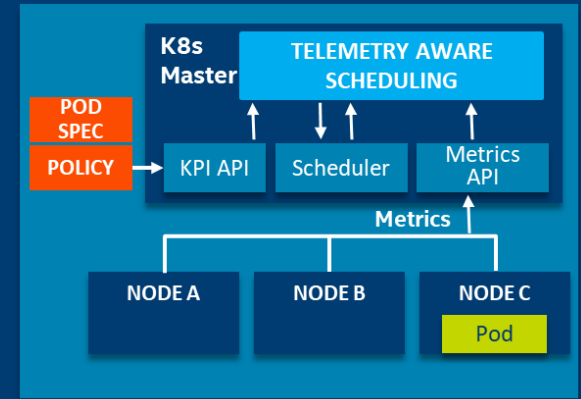 K8s
Master
TELEMETRY AWARE
SCHEDULING
POD
SPEC
POLICY
KPI API
Scheduler
Metrics
API
Metrics
NODE A
NODE B
NODE C
Pod